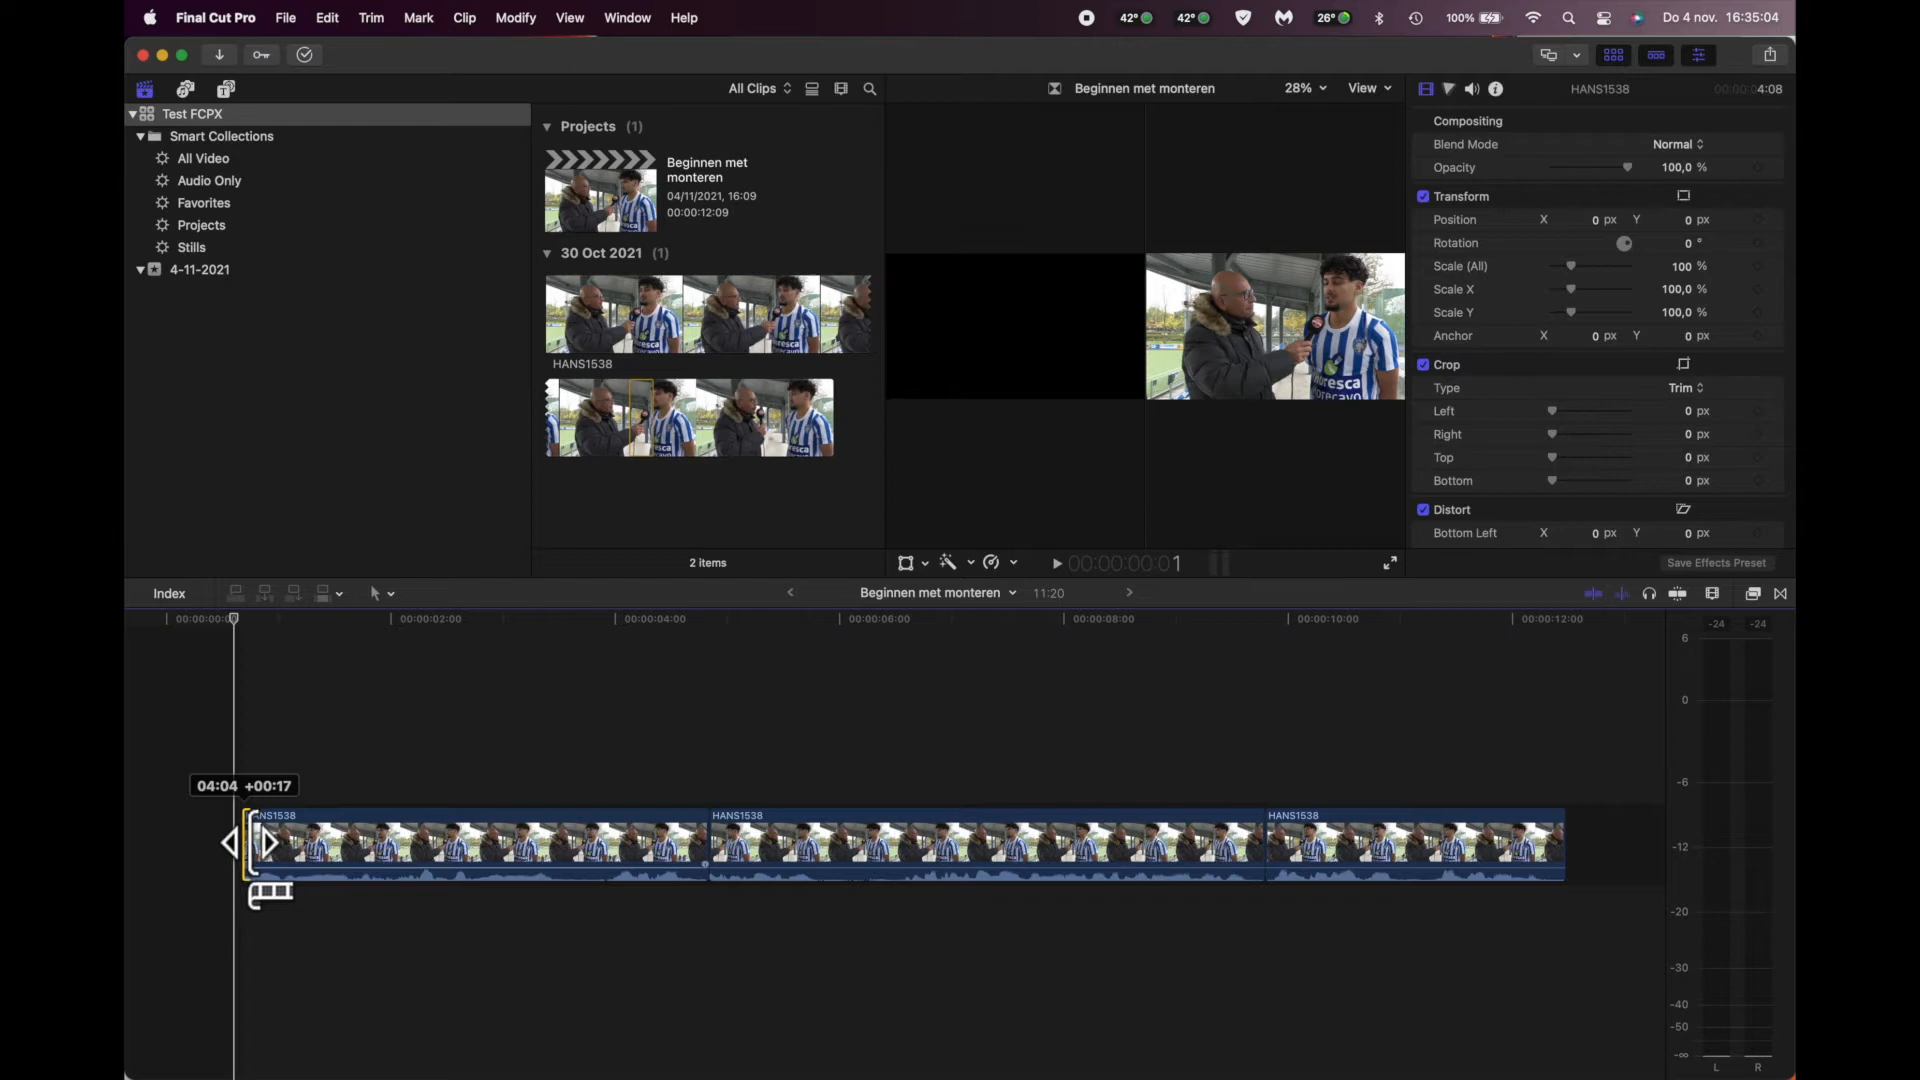 Final Cut Pro File Edit Trim Mark Clip Modify View Window Help 42° 42° 26° 100% Do 4 nov. 16:35:04
All Clips Beginnen met monteren 28% View HANS1538 00:00:04:08
Test FCPX
Smart Collections
All Video
Audio Only
Favorites
Projects
Stills
4-11-2021
Projects (1)
Beginnen met
monteren
04/11/2021, 16:09
00:00:12:09
30 Oct 2021 (1)
HANS1538
2 items
00:00:00:01
Compositing
Blend Mode Normal
Opacity 100,0 %
Transform
Position X 0 px Y 0 px
Rotation 0 °
Scale (All) 100 %
Scale X 100,0 %
Scale Y 100,0 %
Anchor X 0 px Y 0 px
Crop
Type Trim
Left 0 px
Right 0 px
Top 0 px
Bottom 0 px
Distort
Bottom Left X 0 px Y 0 px
Save Effects Preset
Index Beginnen met monteren 11:20
00:00:02:00 00:00:04:00 00:00:06:00 00:00:08:00 00:00:10:00 00:00:12:00
04:04 +00:17
HANS1538 HANS1538
-24 -24
6
0
-6
-12
-20
-30
-40
-50
-∞
L R